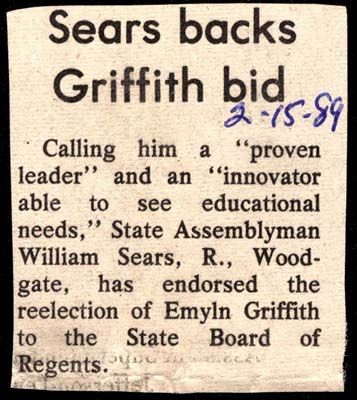 Sears backs
Griffith bid
2-15-89
Calling him a "proven
leader" and an "innovator
able to see educational
needs," State Assemblyman
William Sears, R., Wood-
gate, has endorsed the
reelection of Emyln Griffith
to the State Board of
Regents.